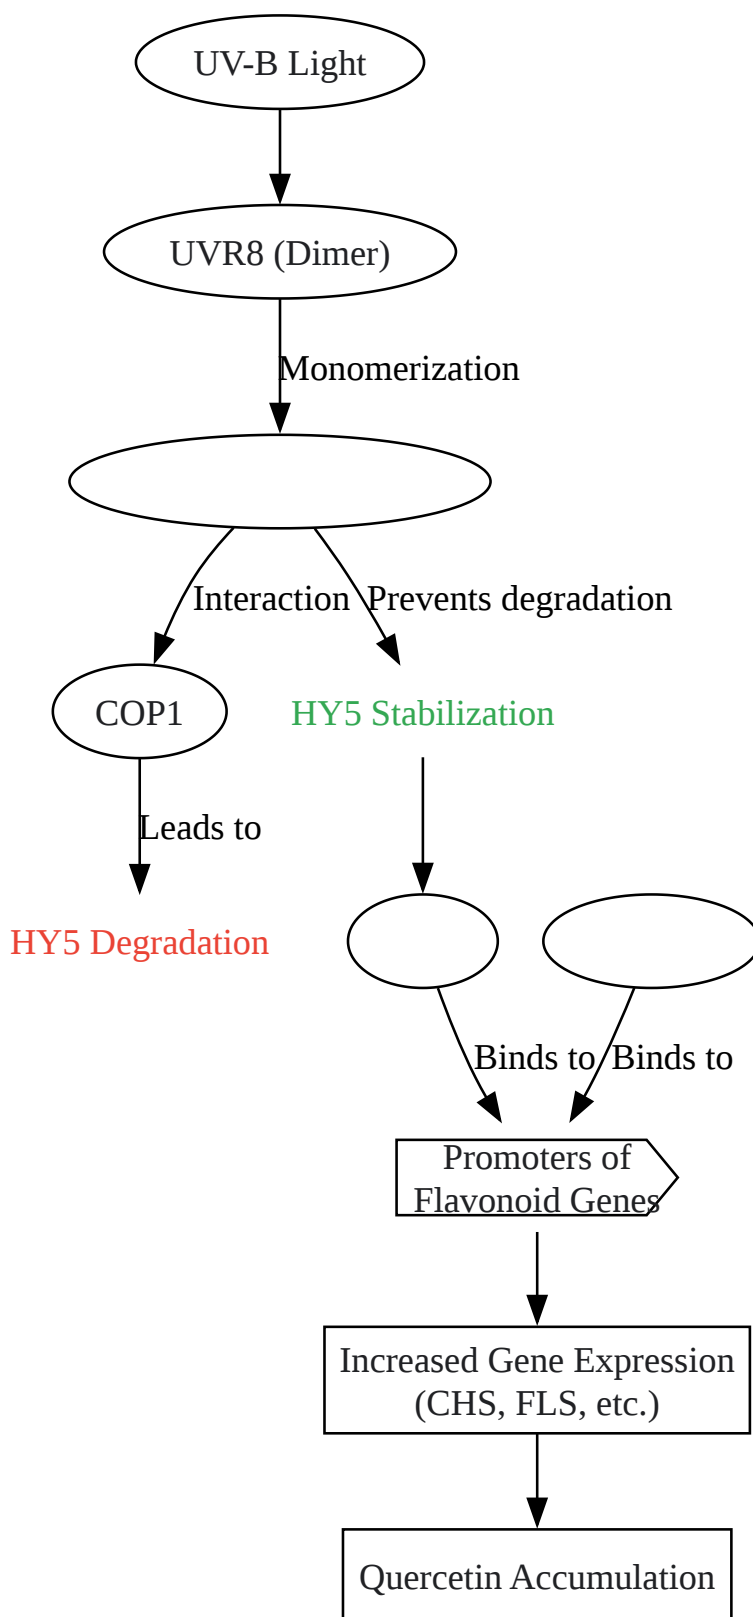 UV-B Light
UVR8 (Dimer)
Monomerization
Interaction
Prevents degradation
COP1
HY5 Stabilization
Leads to
HY5 Degradation
Binds to
Binds to
Promoters of
Flavonoid Genes
Increased Gene Expression
(CHS, FLS, etc.)
Quercetin Accumulation